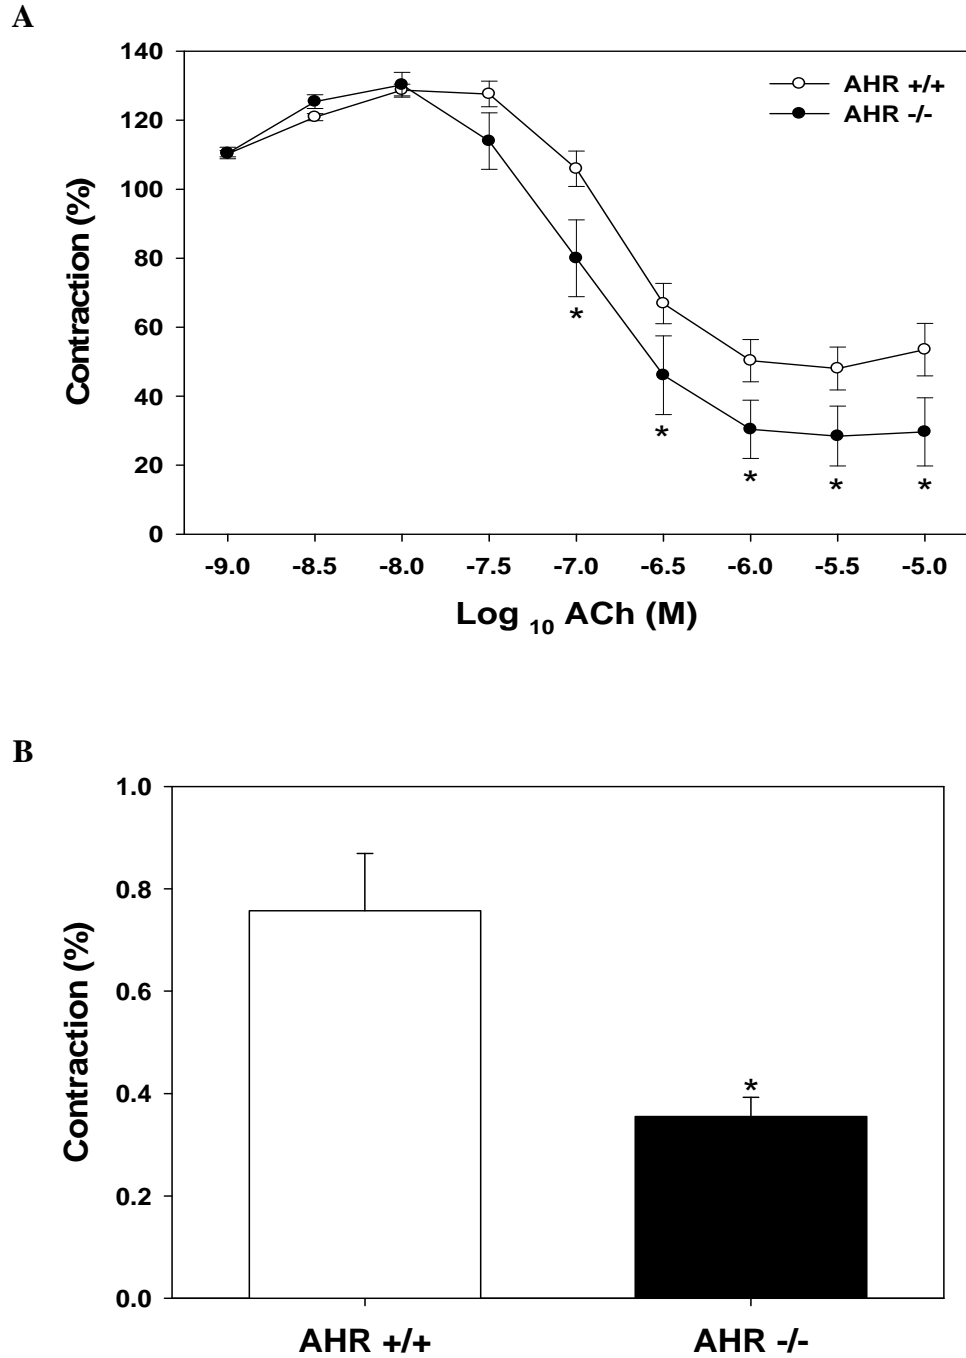 A
140
120
100
80
60
40
20
0
Contraction (%)
AHR +/+
AHR -/-
*
*
*
*
*
-9.0 -8.5 -8.0 -7.5 -7.0 -6.5 -6.0 -5.5 -5.0
Log 10 ACh (M)
B
1.0
0.8
0.6
0.4
0.2
0.0
Contraction (%)
*
AHR +/+ AHR -/-